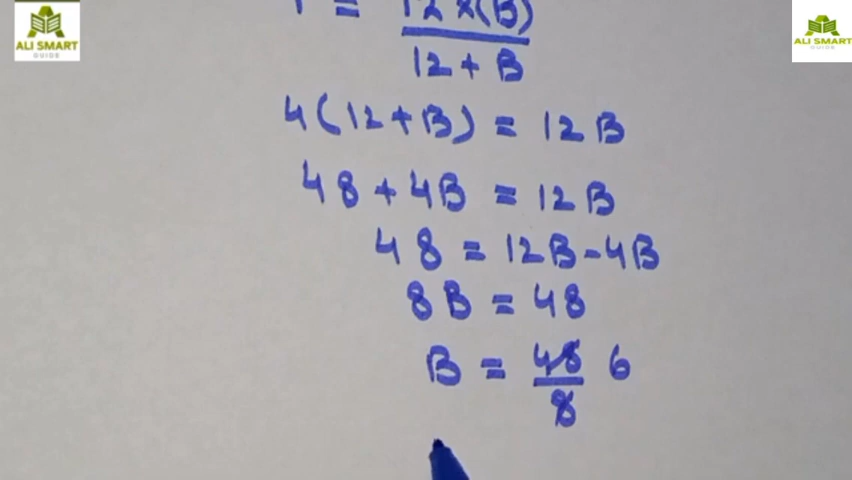 ALI SMART
GUIDE
ALI SMART
GUIDE
= 12 x (B)
12 + B
4 (12 + B) = 12 B
48 + 4B = 12 B
48 = 12B - 4B
8 B = 48
B = 48 6
8